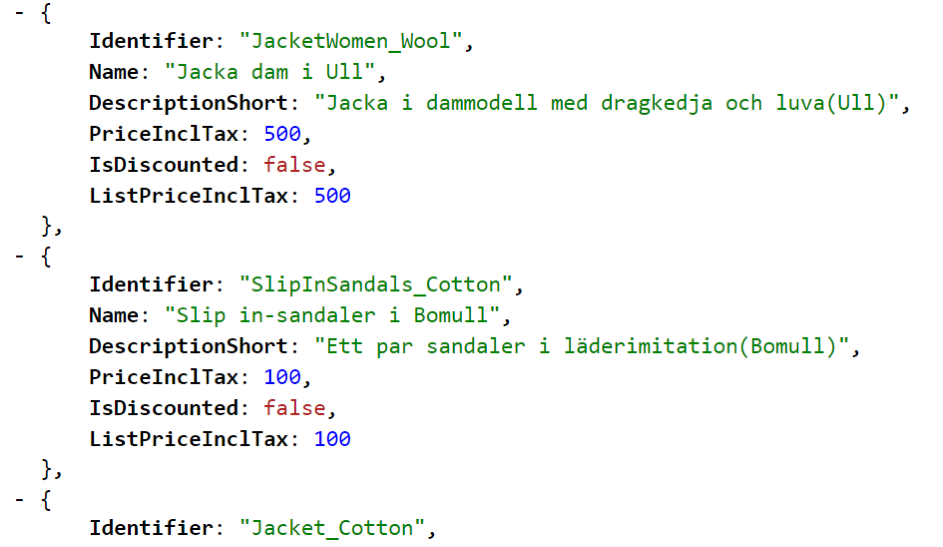 - {
Identifier: "JacketWomen_Wool",
Name: "Jacka dam i Ull",
DescriptionShort: "Jacka i dammodell med dragkedja och luva(Ull)",
PriceInclTax: 500,
IsDiscounted: false,
ListPriceInclTax: 500
},
- {
Identifier: "SlipInSandals_Cotton",
Name: "Slip in-sandaler i Bomull",
DescriptionShort: "Ett par sandaler i läderimitation(Bomull)",
PriceInclTax: 100,
IsDiscounted: false,
ListPriceInclTax: 100
},
- {
Identifier: "Jacket_Cotton",